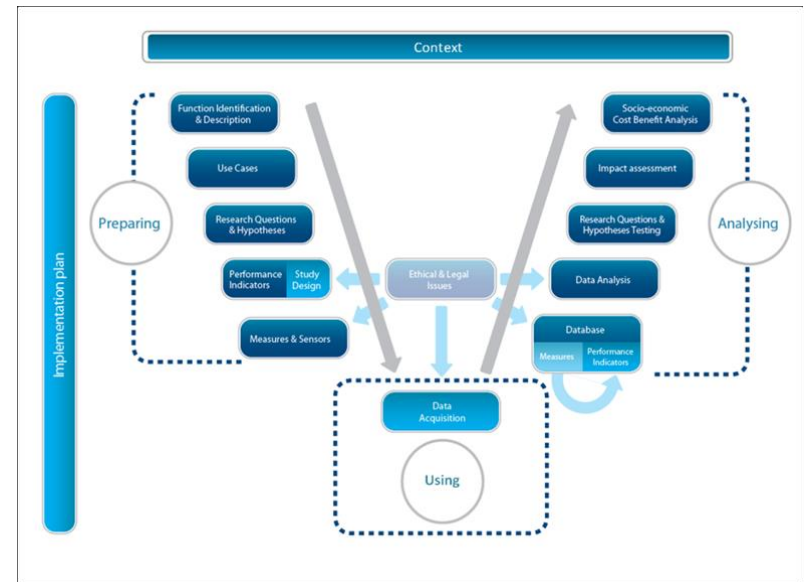 Context
Implementation plan
Preparing
Function Identification
& Description
Use Cases
Research Questions
& Hypotheses
Performance
Indicators
Study
Design
Measures & Sensors
Ethical & Legal
Issues
Data
Acquisition
Using
Socio-economic
Cost Benefit Analysis
Impact assessment
Research Questions &
Hypotheses Testing
Data Analysis
Database
Measures
Performance
Indicators
Analysing